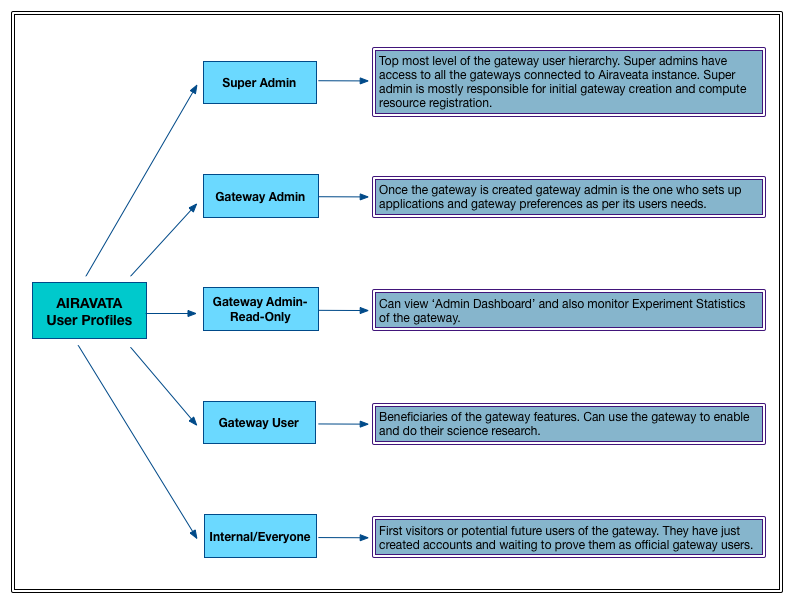 Super Admin
Top most level of the gateway user hierarchy. Super admins have
access to all the gateways connected to Airaveata instance. Super
admin is mostly responsible for initial gateway creation and compute
resource registration.
Gateway Admin
Once the gateway is created gateway admin is the one who sets up
applications and gateway preferences as per its users needs.
AIRAVATA
User Profiles
Gateway Admin-
Read-Only
Can view ‘Admin Dashboard’ and also monitor Experiment Statistics
of the gateway.
Gateway User
Beneficiaries of the gateway features. Can use the gateway to enable
and do their science research.
Internal/Everyone
First visitors or potential future users of the gateway. They have just
created accounts and waiting to prove them as official gateway users.